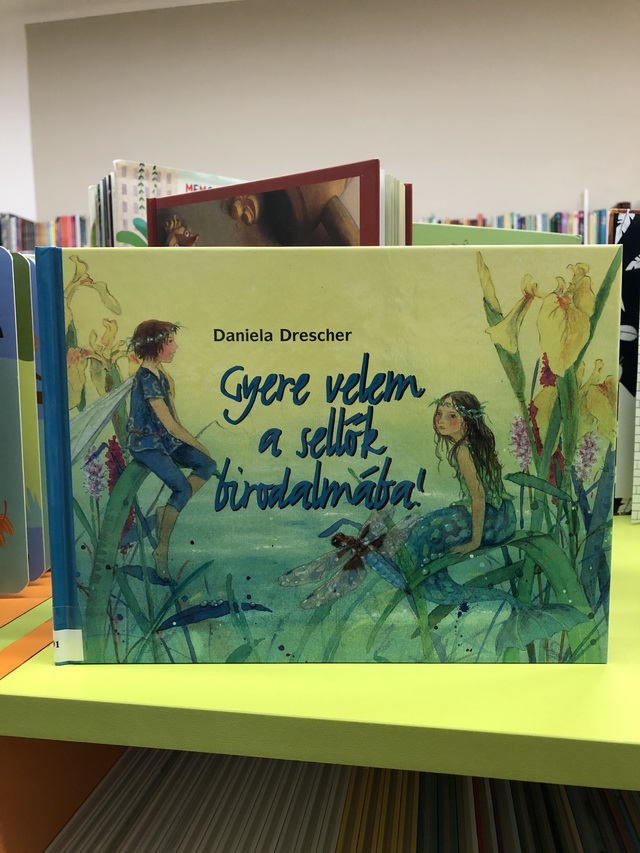 Daniela Drescher
Gyere velem
a sellők
birodalmába!